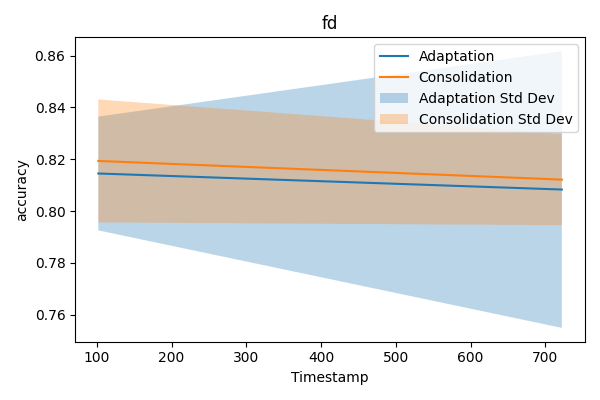 fd
Adaptation
Consolidation
Adaptation Std Dev
Consolidation Std Dev
0.86
0.84
0.82
0.80
0.78
0.76
accuracy
100 200 300 400 500 600 700
Timestamp